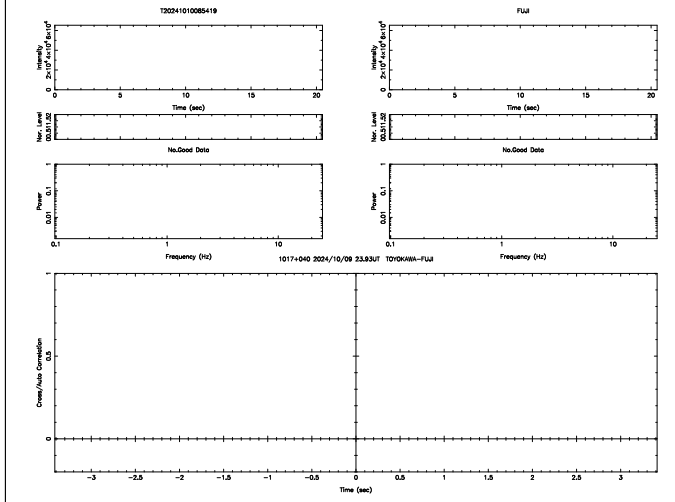 T20241010085419
FUJI
Intensity
0 2×10⁴ 4×10⁴ 6×10⁴
0 5 10 15 20
Time (sec)
Intensity
0 2×10⁴ 4×10⁴ 6×10⁴
0 5 10 15 20
Time (sec)
Nor. Level
00.511.52
Nor. Level
00.511.52
No.Good Data
No.Good Data
Power
1
0.1
0.01
0.1 1 10
Frequency (Hz)
Power
1
0.1
0.01
0.1 1 10
Frequency (Hz)
1017+040 2024/10/09 23.93UT TOYOKAWA-FUJI
Cross/Auto Correlation
1
0.5
0
-3 -2.5 -2 -1.5 -1 -0.5 0 0.5 1 1.5 2 2.5 3
Time (sec)